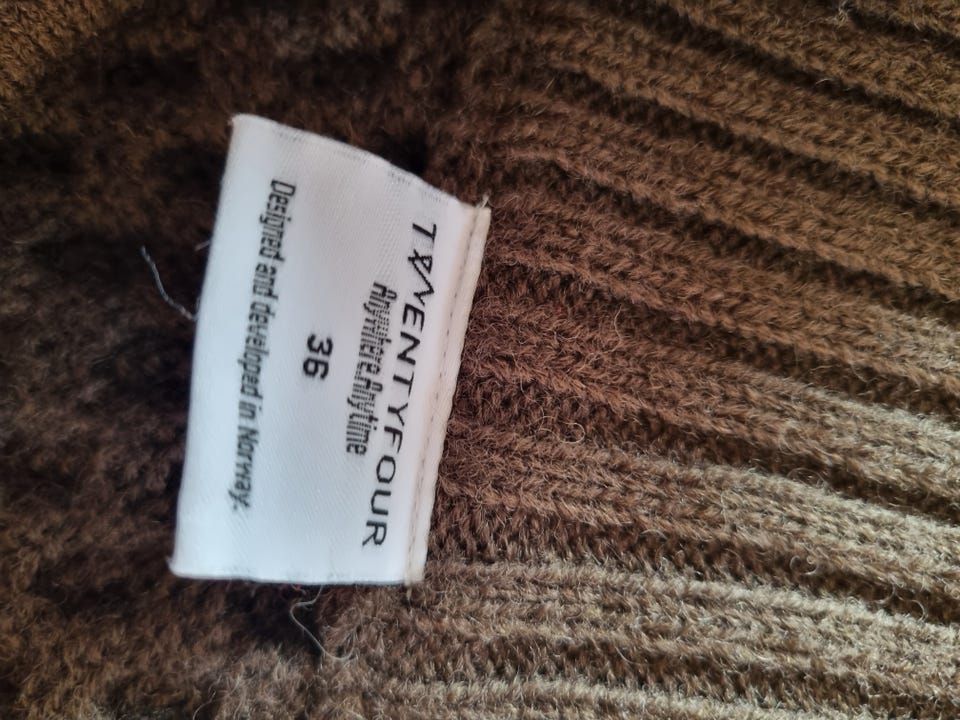 TWENTYFOUR
Anywhere Anytime
36
Designed and developed in Norway.